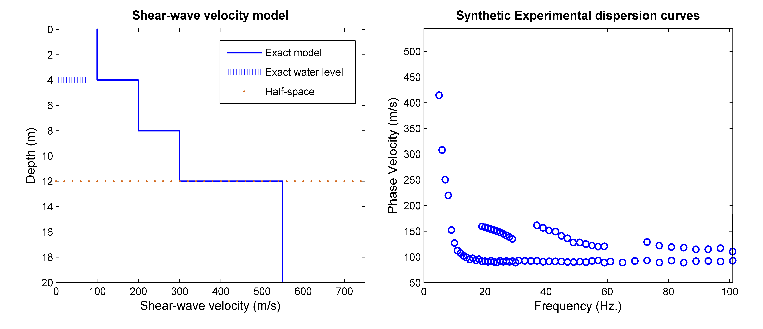 Shear-wave velocity model
0
2
4
6
8
10
12
14
16
18
20
Depth (m)
Exact model
Exact water level
Half-space
0 100 200 300 400 500 600 700
Shear-wave velocity (m/s)
Synthetic Experimental dispersion curves
500
450
400
350
300
250
200
150
100
50
Phase Velocity (m/s)
0 20 40 60 80 100
Frequency (Hz.)